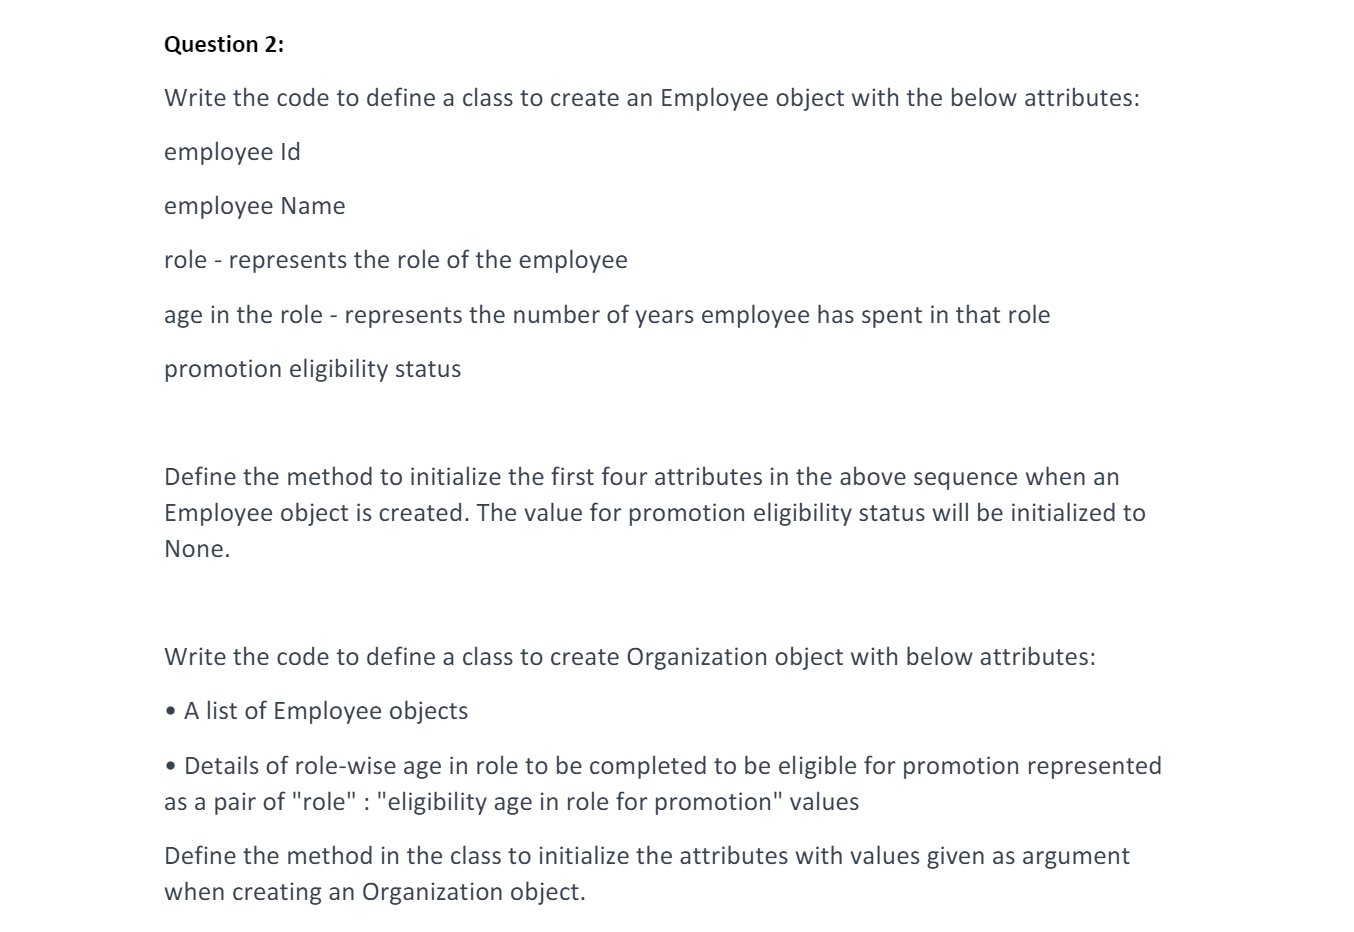 Question 2:
Write the code to define a class to create an Employee object with the below attributes:
employee Id
employee Name
role - represents the role of the employee
age in the role - represents the number of years employee has spent in that role
promotion eligibility status
Define the method to initialize the first four attributes in the above sequence when an
Employee object is created. The value for promotion eligibility status will be initialized to
None.
Write the code to define a class to create Organization object with below attributes:
• A list of Employee objects
• Details of role-wise age in role to be completed to be eligible for promotion represented
as a pair of "role" : "eligibility age in role for promotion" values
Define the method in the class to initialize the attributes with values given as argument
when creating an Organization object.